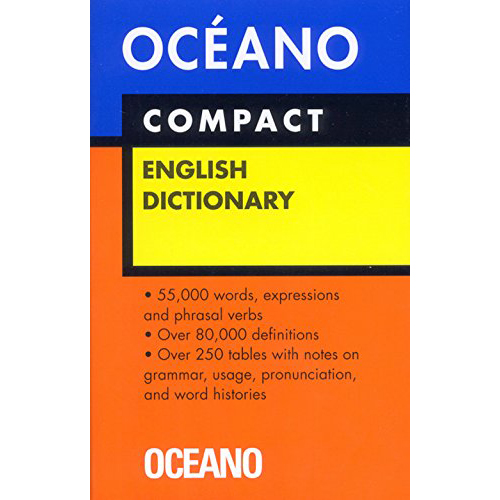 OCÉANO
COMPACT
ENGLISH
DICTIONARY
• 55,000 words, expressions
and phrasal verbs
• Over 80,000 definitions
• Over 250 tables with notes on
grammar, usage, pronunciation,
and word histories
OCEANO